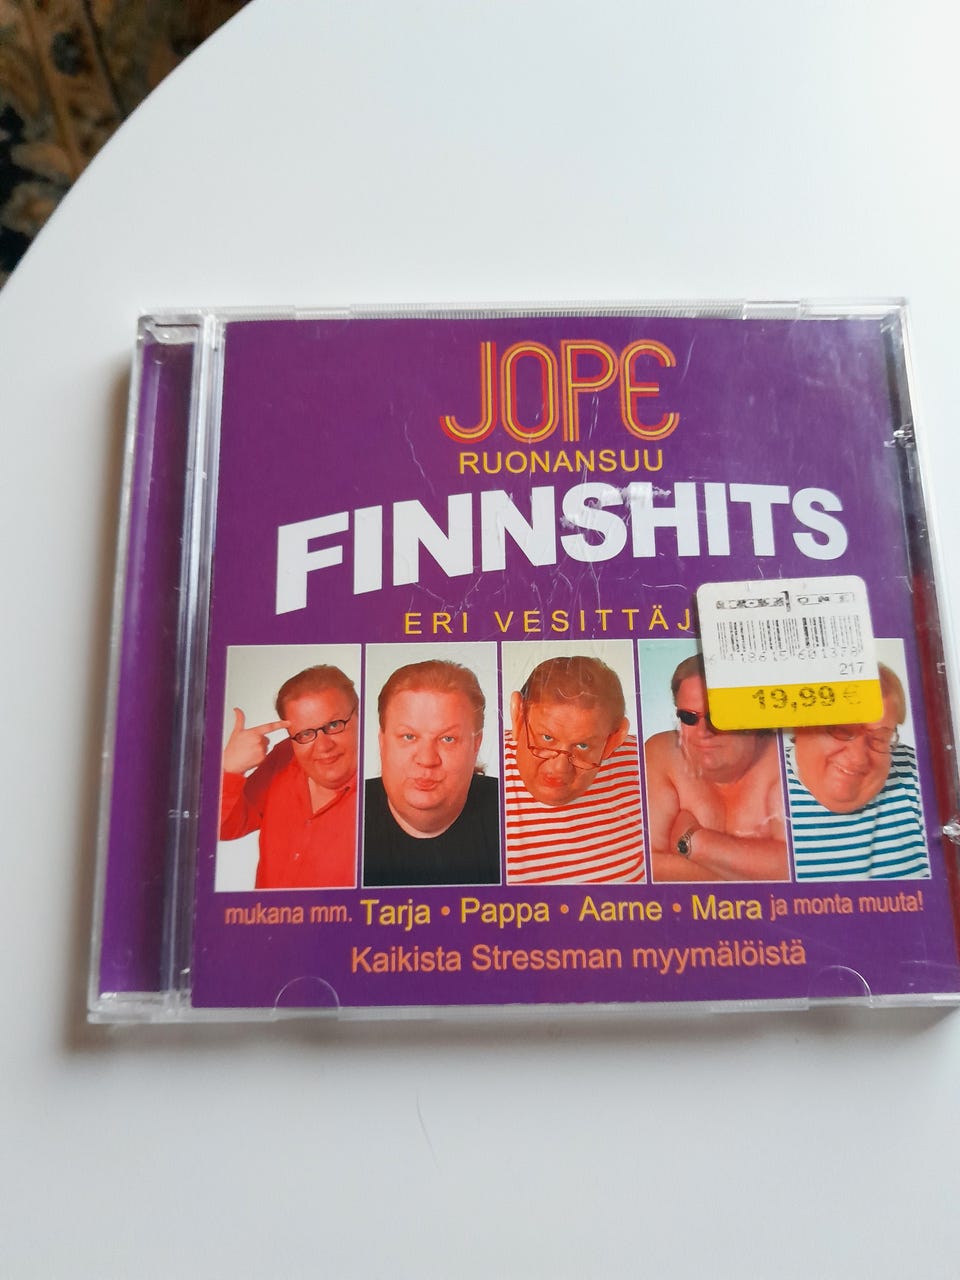 JOPE
RUONANSUU
FINNSHITS
ERI VESITTÄJ
217
19,99 €
mukana mm. Tarja • Pappa • Aarne • Mara ja monta muuta!
Kaikista Stressman myymälöistä